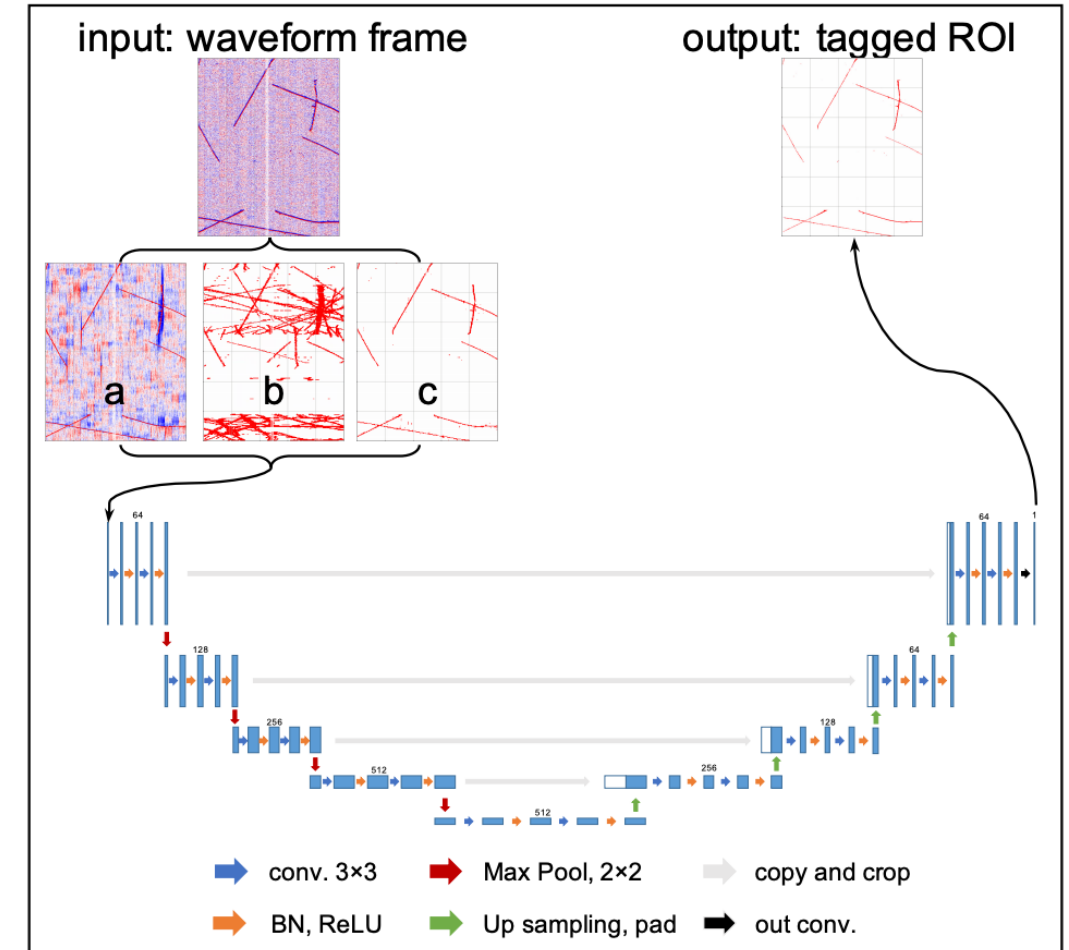 input: waveform frame
output: tagged ROI
a
b
c
64
64
1
128
64
256
128
512
256
512
conv. 3×3
Max Pool, 2×2
copy and crop
BN, ReLU
Up sampling, pad
out conv.